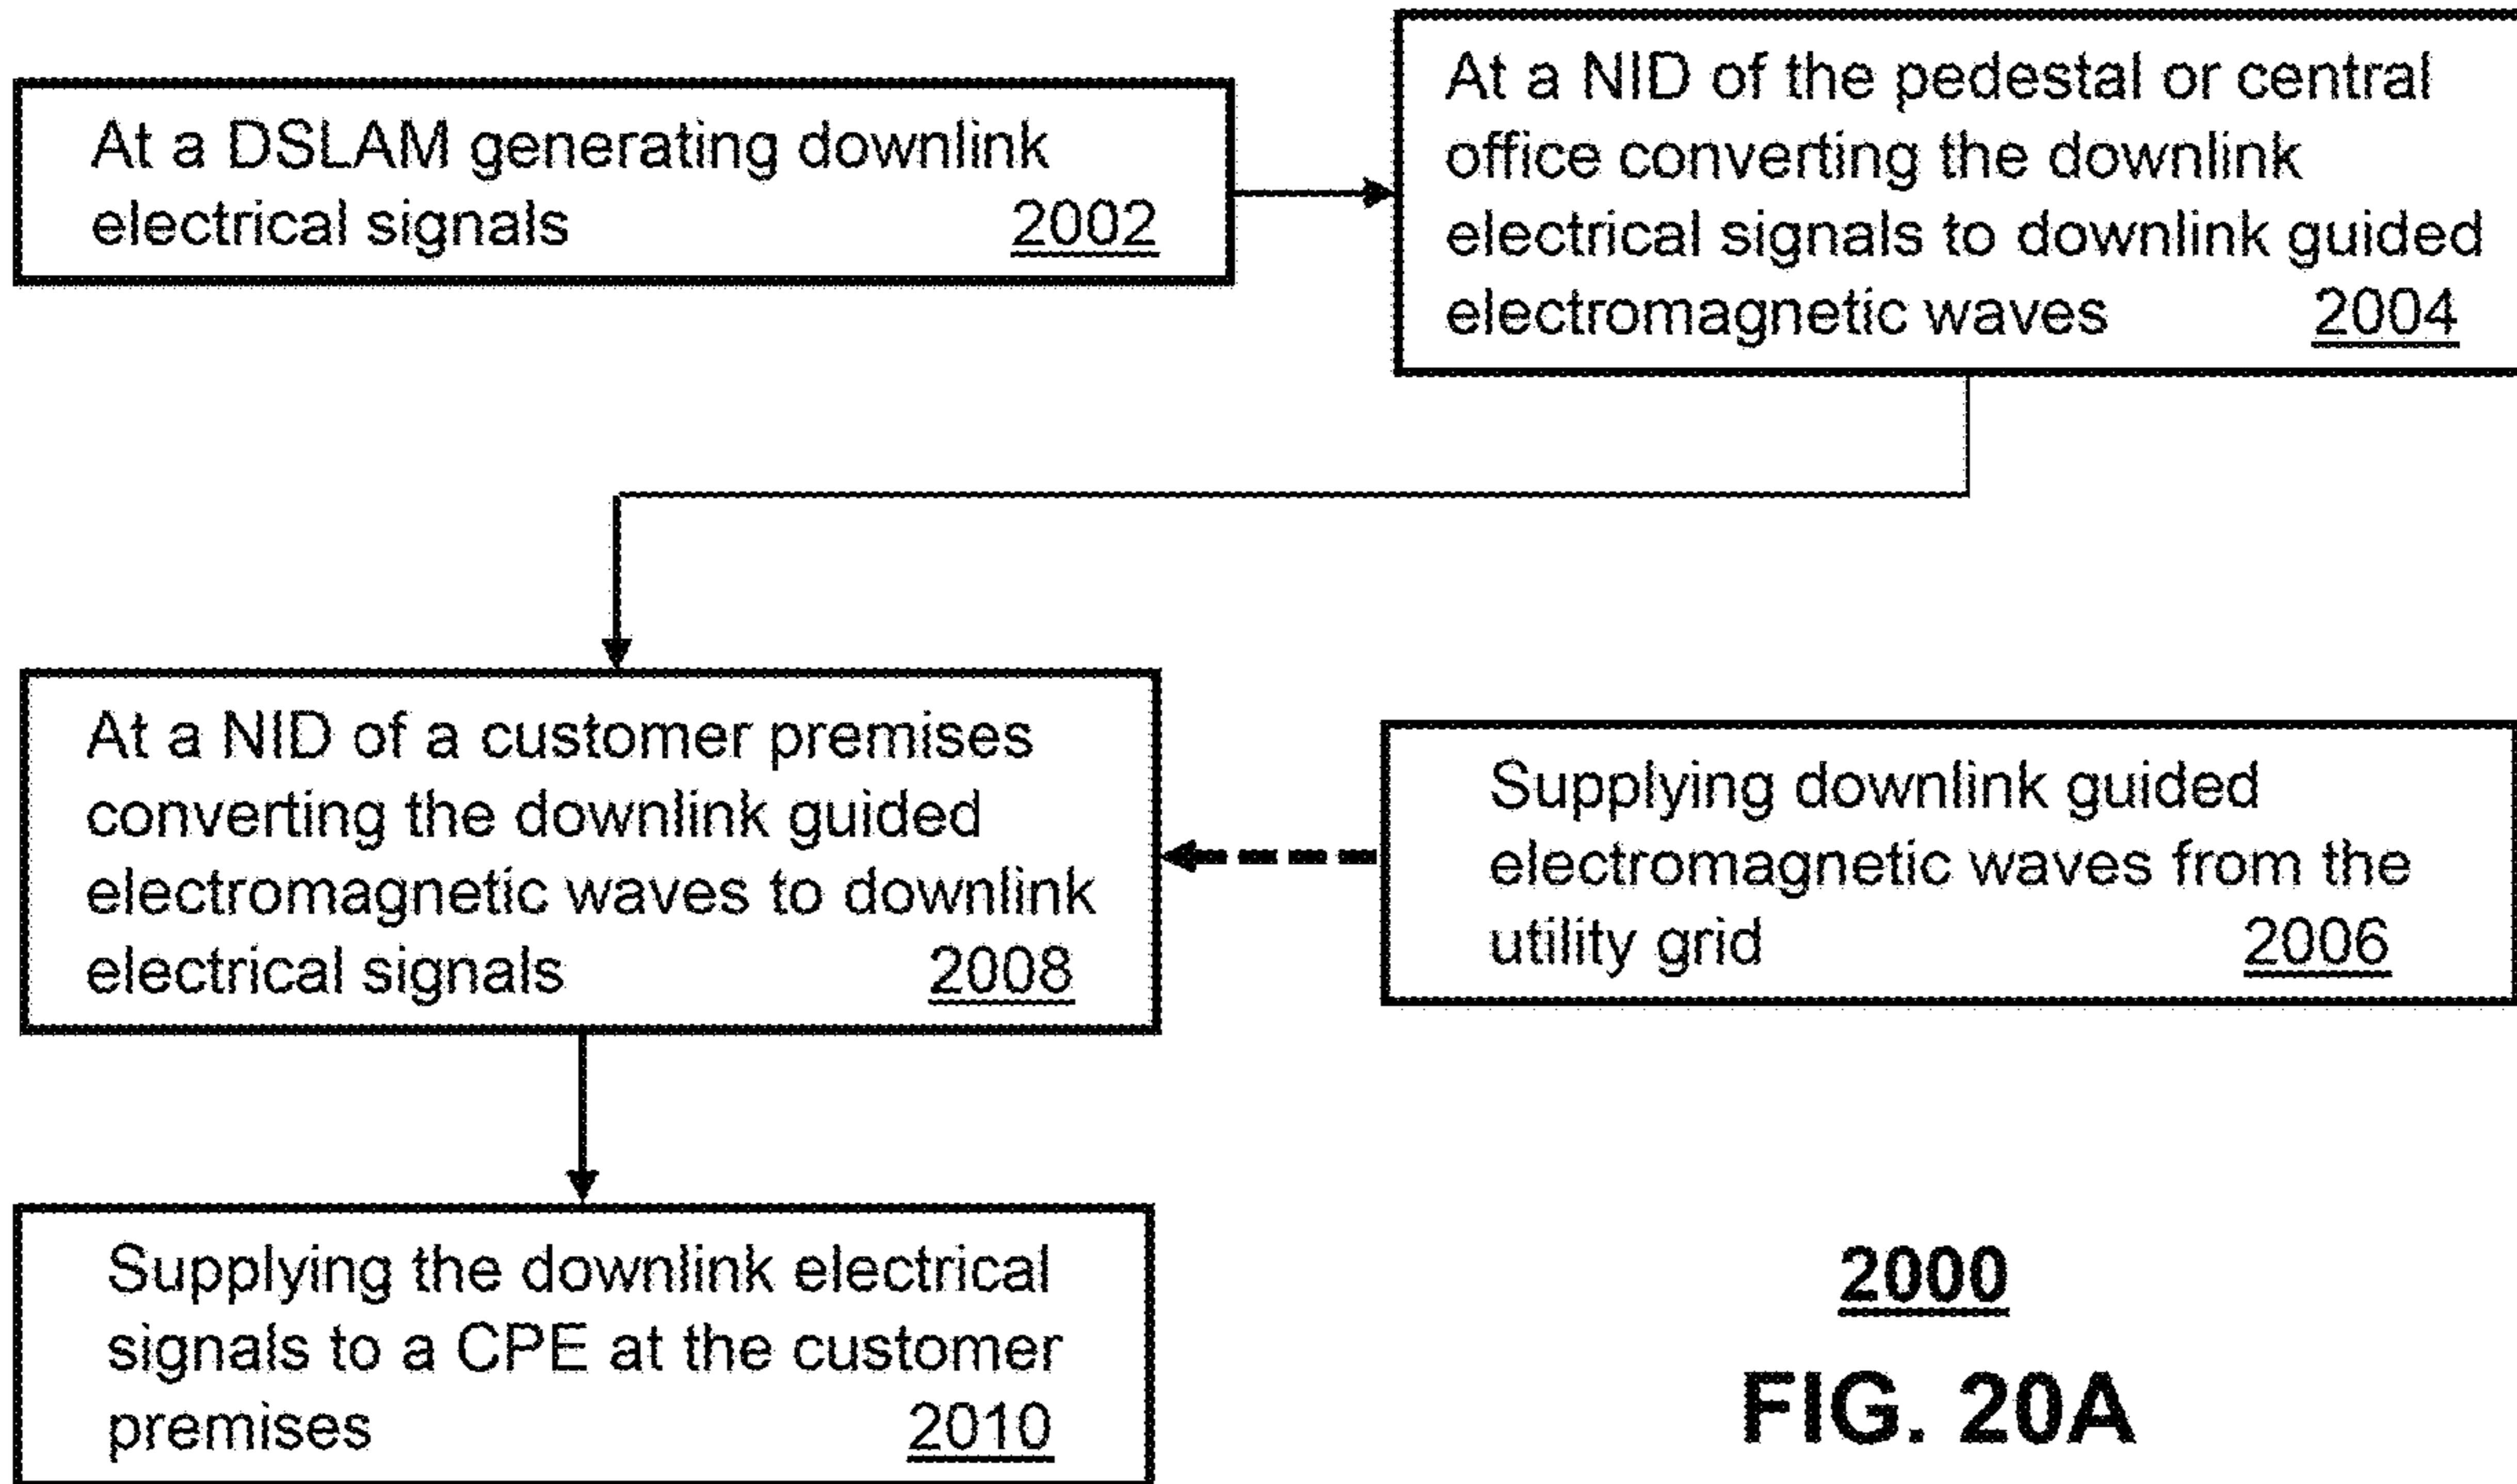 At a DSLAM generating downlink
electrical signals 2002
At a NID of the pedestal or central
office converting the downlink
electrical signals to downlink guided
electromagnetic waves 2004
At a NID of a customer premises
converting the downlink guided
electromagnetic waves to downlink
electrical signals 2008
Supplying downlink guided
electromagnetic waves from the
utility grid 2006
Supplying the downlink electrical
signals to a CPE at the customer
premises 2010
2000
FIG. 20A